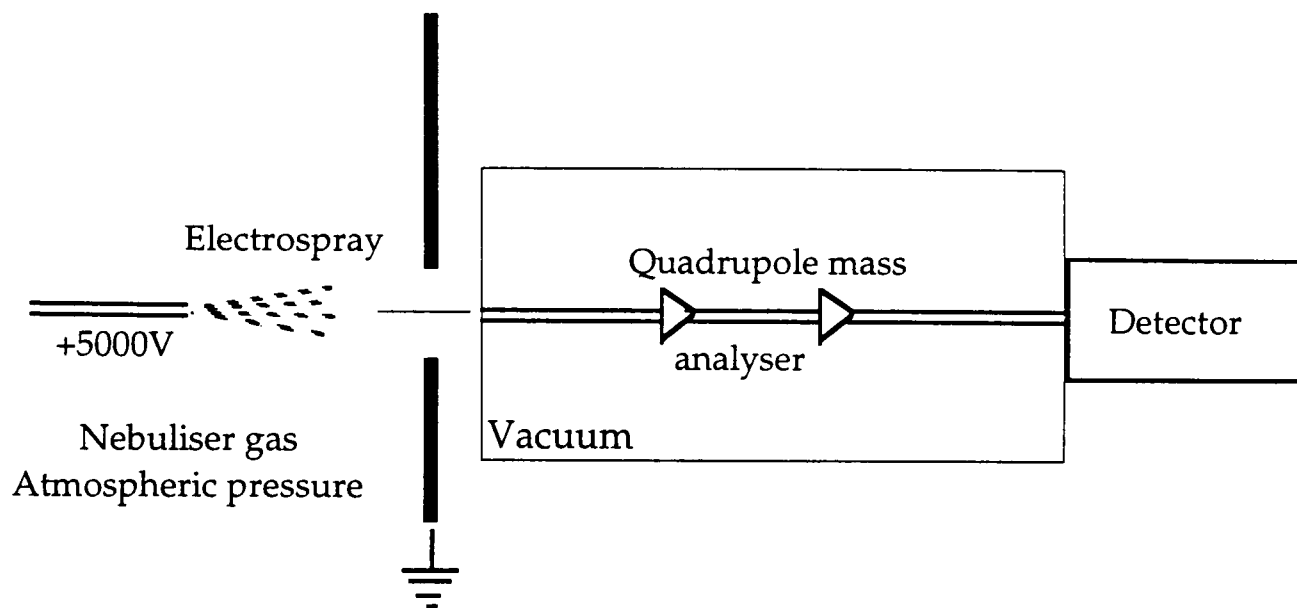 Electrospray
+5000V
Nebuliser gas
Atmospheric pressure
Quadrupole mass
analyser
Vacuum
Detector